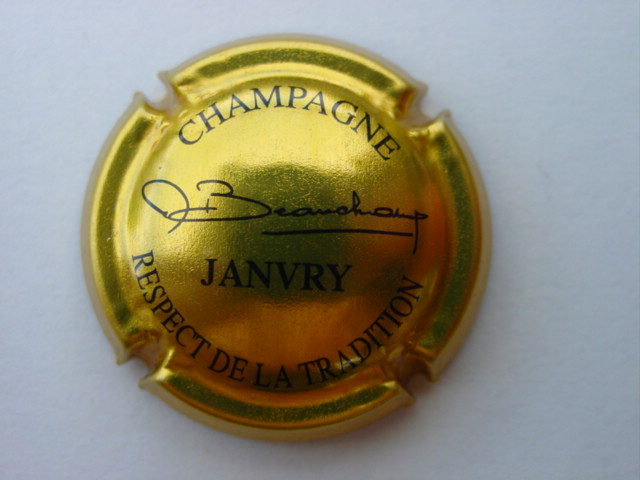 CHAMPAGNE
Beauchamp
JANVRY
RESPECT DE LA TRADITION